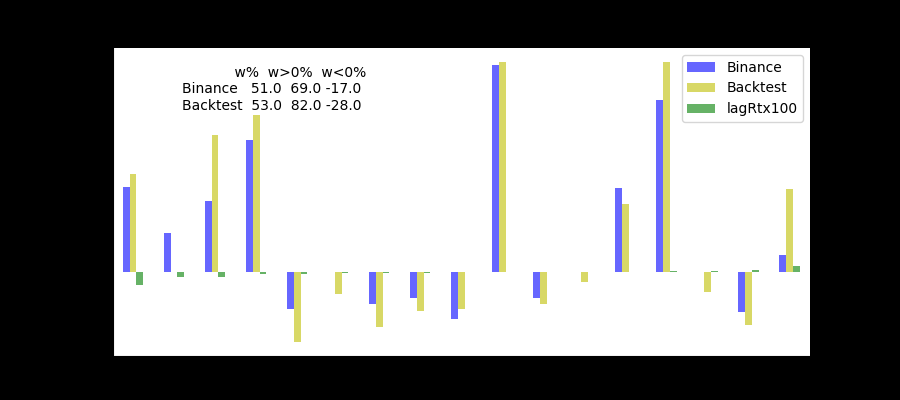 w% w>0% w<0%
Binance 51.0 69.0 -17.0
Backtest 53.0 82.0 -28.0
Binance
Backtest
lagRtx100